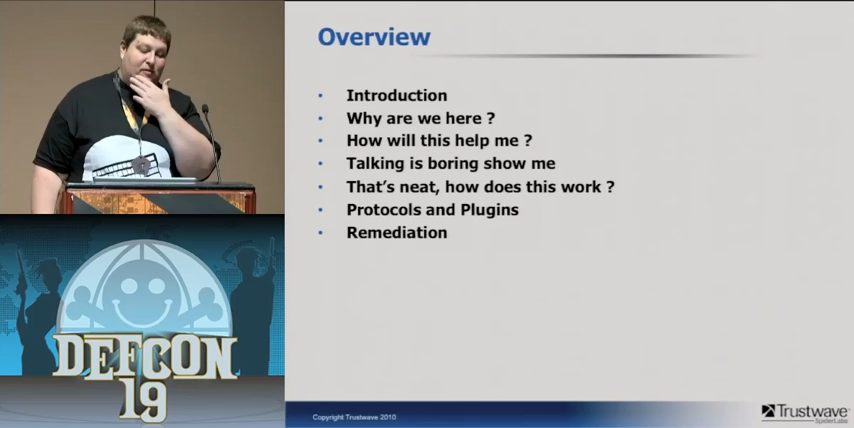 Overview
Introduction
Why are we here ?
How will this help me ?
Talking is boring show me
That's neat, how does this work ?
Protocols and Plugins
Remediation
DEFCON
19
Copyright Trustwave 2010
Trustwave®
SpiderLabs